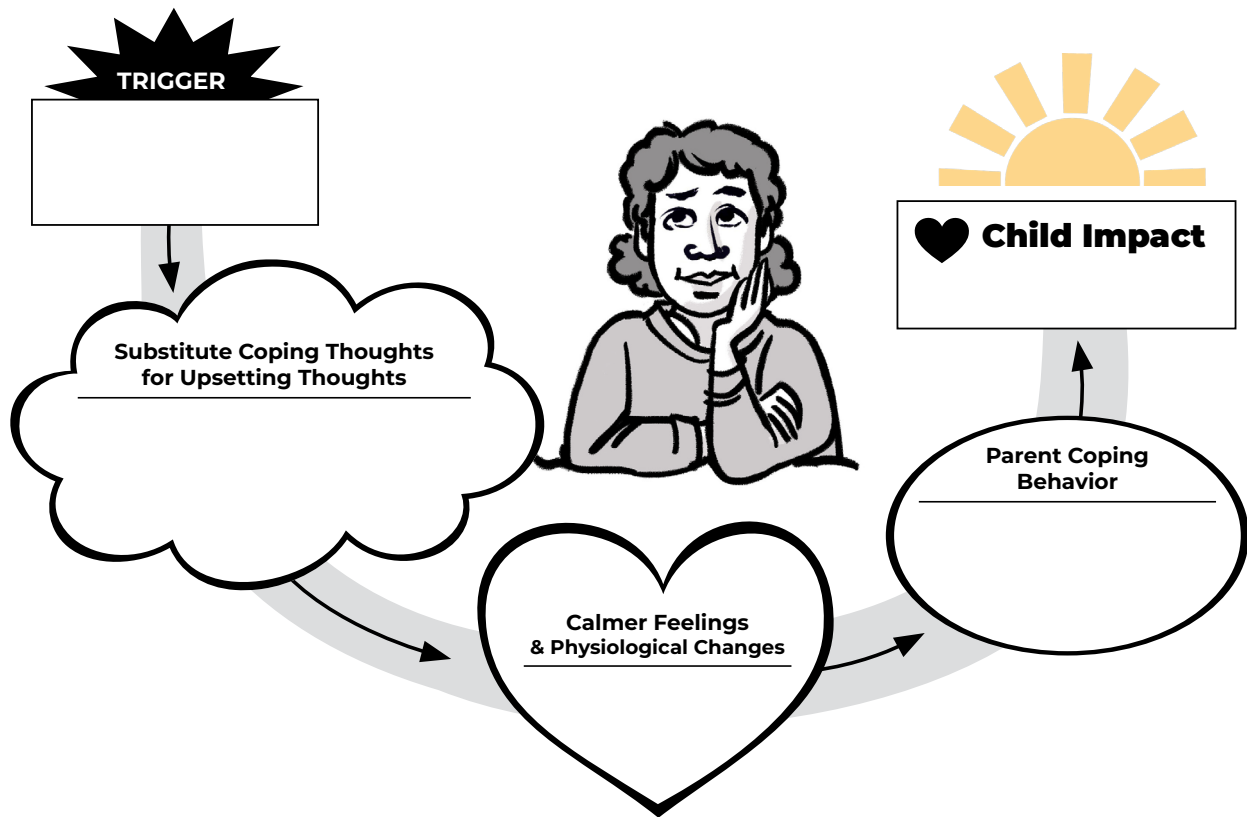 TRIGGER
Substitute Coping Thoughts
for Upsetting Thoughts
Calmer Feelings
& Physiological Changes
Parent Coping
Behavior
Child Impact